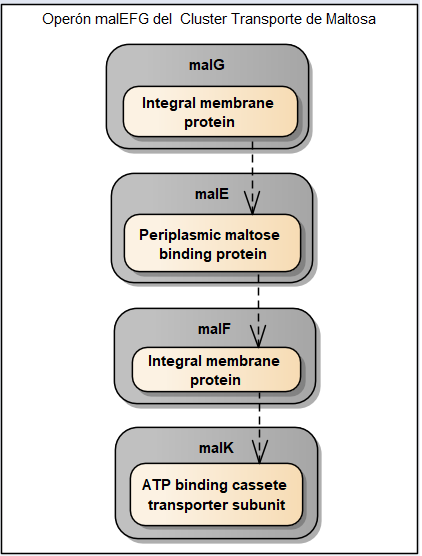 Operón malEFG del Cluster Transporte de Maltosa
malG
Integral membrane
protein
malE
Periplasmic maltose
binding protein
malF
Integral membrane
protein
malK
ATP binding cassete
transporter subunit